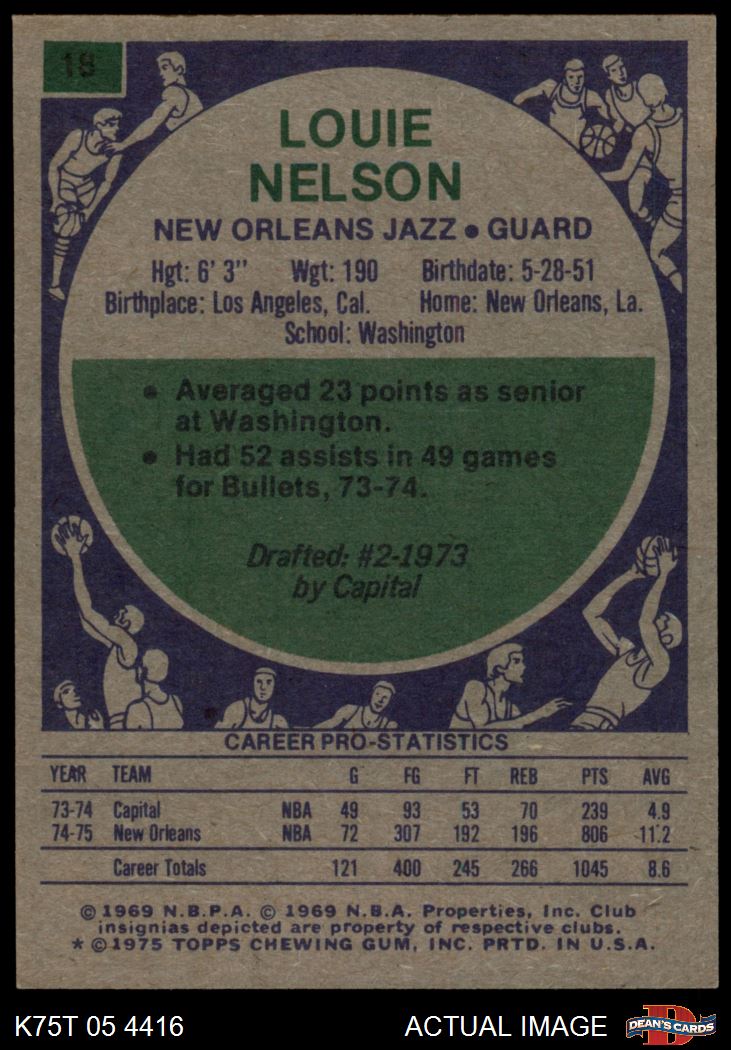 18
LOUIE
NELSON
NEW ORLEANS JAZZ • GUARD
Hgt: 6' 3" Wgt: 190 Birthdate: 5-28-51
Birthplace: Los Angeles, Cal. Home: New Orleans, La.
School: Washington
• Averaged 23 points as senior
at Washington.
• Had 52 assists in 49 games
for Bullets, 73-74.
Drafted: #2-1973
by Capital
CAREER PRO-STATISTICS
YEAR TEAM G FG FT REB PTS AVG
73-74 Capital NBA 49 93 53 70 239 4.9
74-75 New Orleans NBA 72 307 192 196 806 11.2
Career Totals 121 400 245 266 1045 8.6
© 1969 N.B.P.A. © 1969 N.B.A. Properties, Inc. Club
insignias depicted are property of respective clubs.
* © 1975 TOPPS CHEWING GUM, INC. PRTD. IN U.S.A.
K75T 05 4416 ACTUAL IMAGE D DEAN'S CARDS